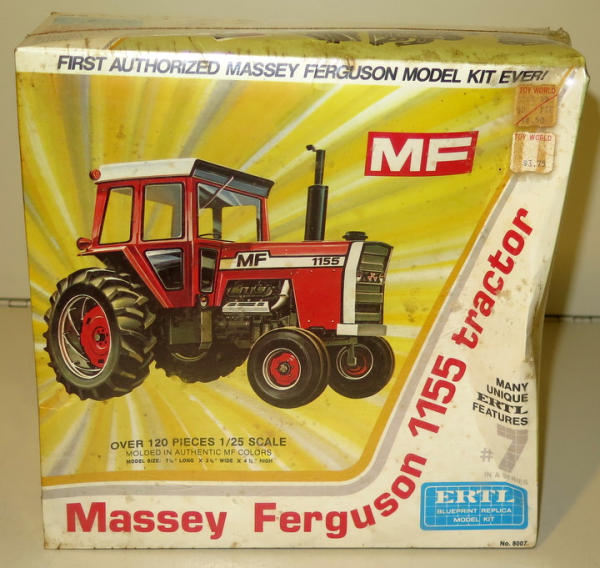 FIRST AUTHORIZED MASSEY FERGUSON MODEL KIT EVER!
TOY WORLD
TOY WORLD
$3.75
MF
MF
1155
OVER 120 PIECES 1/25 SCALE
MOLDED IN AUTHENTIC MF COLORS
Massey Ferguson 1155 tractor
MANY
UNIQUE
ERTL
FEATURES
#7
IN A SERIES
ERTL
BLUEPRINT REPLICA
MODEL KIT
No. 8007.